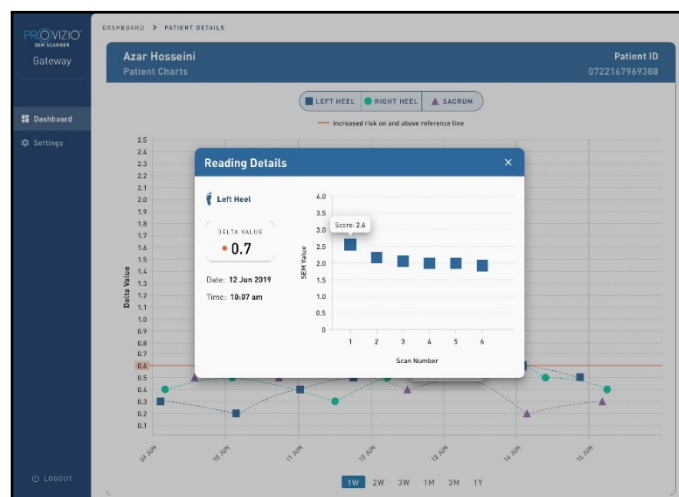 PROVIZIO
SEM SCANNER
Gateway
Dashboard
Settings
LOGOUT
DASHBOARD > PATIENT DETAILS
Azar Hosseini
Patient Charts
Patient ID
0722167969388
LEFT HEEL
RIGHT HEEL
SACRUM
increased risk on and above reference line
Delta Value
2.5
2.4
2.3
2.2
2.1
2.0
1.9
1.8
1.7
1.6
1.5
1.4
1.3
1.2
1.1
1.0
0.9
0.8
0.7
0.6
0.5
0.4
0.3
0.2
0.1
09 JUN
10 JUN
11 JUN
12 JUN
13 JUN
14 JUN
15 JUN
1W 2W 3W 1M 3M 1Y
Reading Details
Left Heel
DELTA VALUE
0.7
Date: 12 Jun 2019
Time: 10:07 am
SEM Value
4.0
3.5
3.0
2.5
2.0
1.5
1.0
0.5
0
Score: 2.6
1 2 3 4 5 6
Scan Number